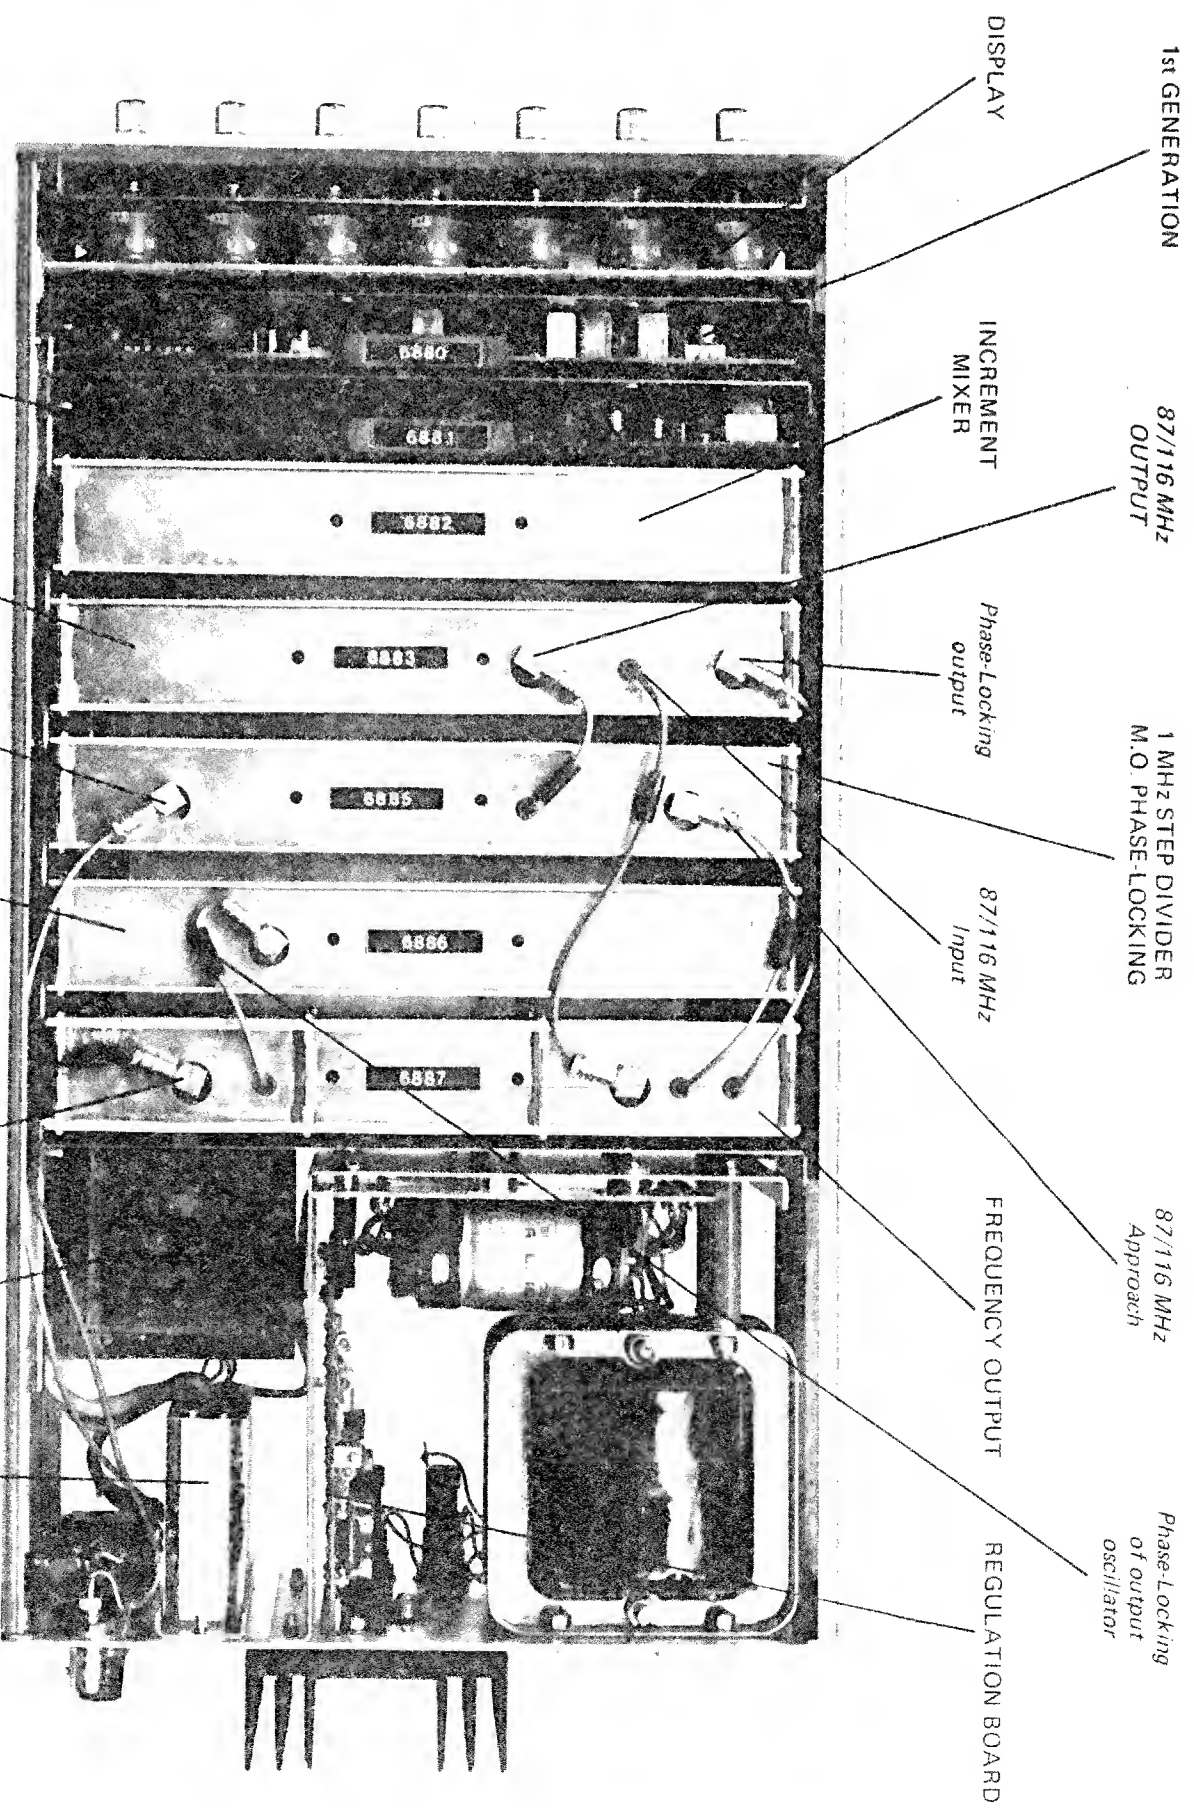 1st GENERATION
DISPLAY
INCREMENT
MIXER
87/116 MHz
OUTPUT
Phase-Locking
output
1 MHz STEP DIVIDER
M.O. PHASE-LOCKING
87/116 MHz
Input
87/116 MHz
Approach
FREQUENCY OUTPUT
Phase-Locking
of output
oscillator
REGULATION BOARD
6880
6881
6882
6883
6885
6886
6887